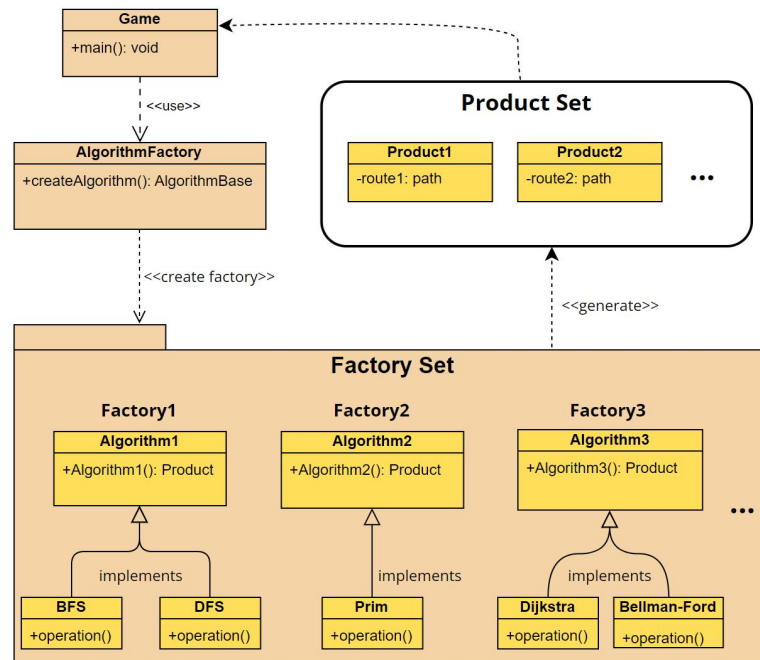 Game
+main(): void
<<use>>
AlgorithmFactory
+createAlgorithm(): AlgorithmBase
<<create factory>>
Product Set
Product1
-route1: path
Product2
-route2: path
...
<<generate>>
Factory Set
Factory1
Algorithm1
+Algorithm1(): Product
implements
BFS
+operation()
DFS
+operation()
Factory2
Algorithm2
+Algorithm2(): Product
implements
Prim
+operation()
Factory3
Algorithm3
+Algorithm3(): Product
implements
Dijkstra
+operation()
Bellman-Ford
+operation()
...